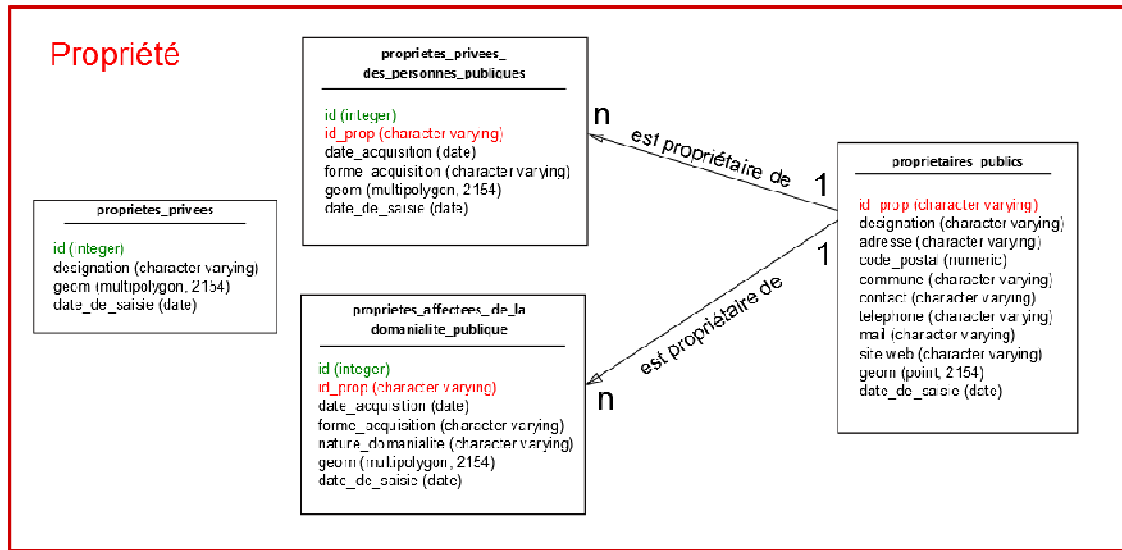 Propriété
proprietes_privees_
des_personnes_publiques
id (integer)
id_prop (character varying)
date_acquisition (date)
forme_acquisition (character varying)
geom (multipolygon, 2154)
date_de_saisie (date)
proprietes_privees
id (integer)
designation (character varying)
geom (multipolygon, 2154)
date_de_saisie (date)
proprietes_affectees_de_la
domanialite_publique
id (integer)
id_prop (character varying)
date_acquistion (date)
forme_acquisition (character varying)
nature_domanialite (character varying)
geom (multipolygon, 2154)
date_de_saisie (date)
n
est propriétaire de
1
1
est propriétaire de
n
proprietaires_publics
id_prop (character varying)
designation (character varying)
adresse (character varying)
code_postal (numeric)
commune (character varying)
contact (character varying)
telephone (character varying)
mail (character varying)
site web (character varying)
geom (point, 2154)
date_de_saisie (date)